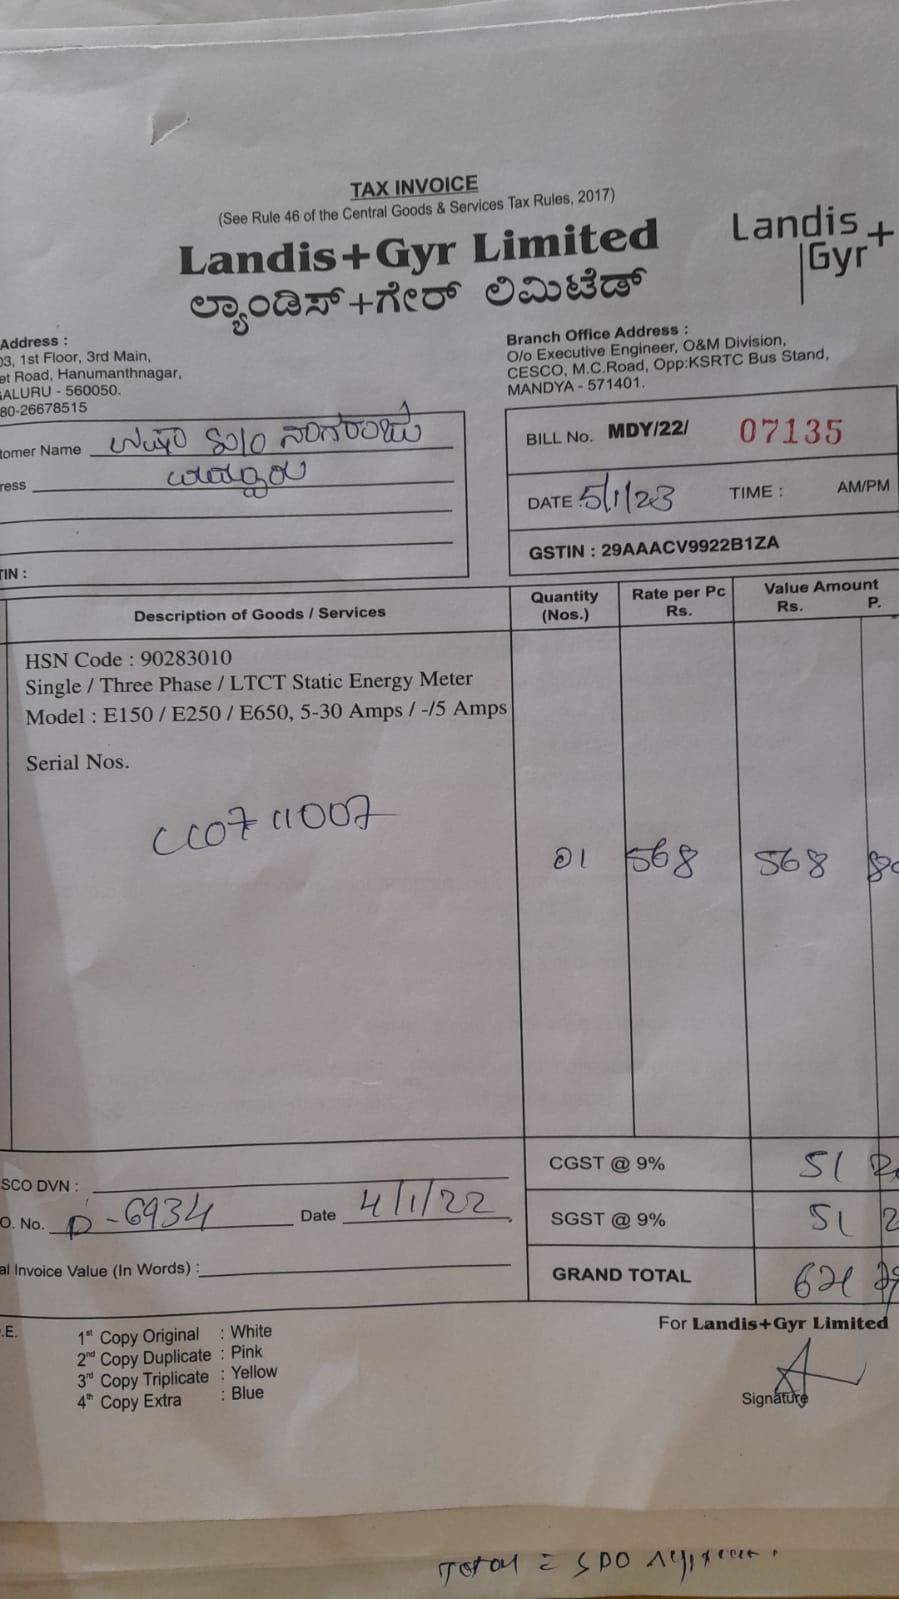 TAX INVOICE
(See Rule 46 of the Central Goods & Services Tax Rules, 2017)
Landis+Gyr Limited
ಲ್ಯಾಂಡಿಸ್+ಗೇರ್ ಲಿಮಿಟೆಡ್
Landis
Gyr+
Address :
03, 1st Floor, 3rd Main,
et Road, Hanumanthnagar,
GALURU - 560050.
80-26678515
Branch Office Address :
O/o Executive Engineer, O&M Division,
CESCO, M.C.Road, Opp:KSRTC Bus Stand,
MANDYA - 571401.
tomer Name
ress
TIN :
BILL No. MDY/22/ 07135
DATE : 5/1/23 TIME : AM/PM
GSTIN : 29AAACV9922B1ZA
Description of Goods / Services
Quantity (Nos.)
Rate per Pc Rs.
Value Amount Rs. P.
HSN Code : 90283010
Single / Three Phase / LTCT Static Energy Meter
Model : E150 / E250 / E650, 5-30 Amps / -/5 Amps
Serial Nos.
01 568 568
CGST @ 9% 51
SGST @ 9% 51
GRAND TOTAL
SCO DVN :
O. No. D-6934 Date 4/1/22
al Invoice Value (In Words) :
.E.
1st Copy Original : White
2nd Copy Duplicate : Pink
3rd Copy Triplicate : Yellow
4th Copy Extra : Blue
For Landis+Gyr Limited
Signature